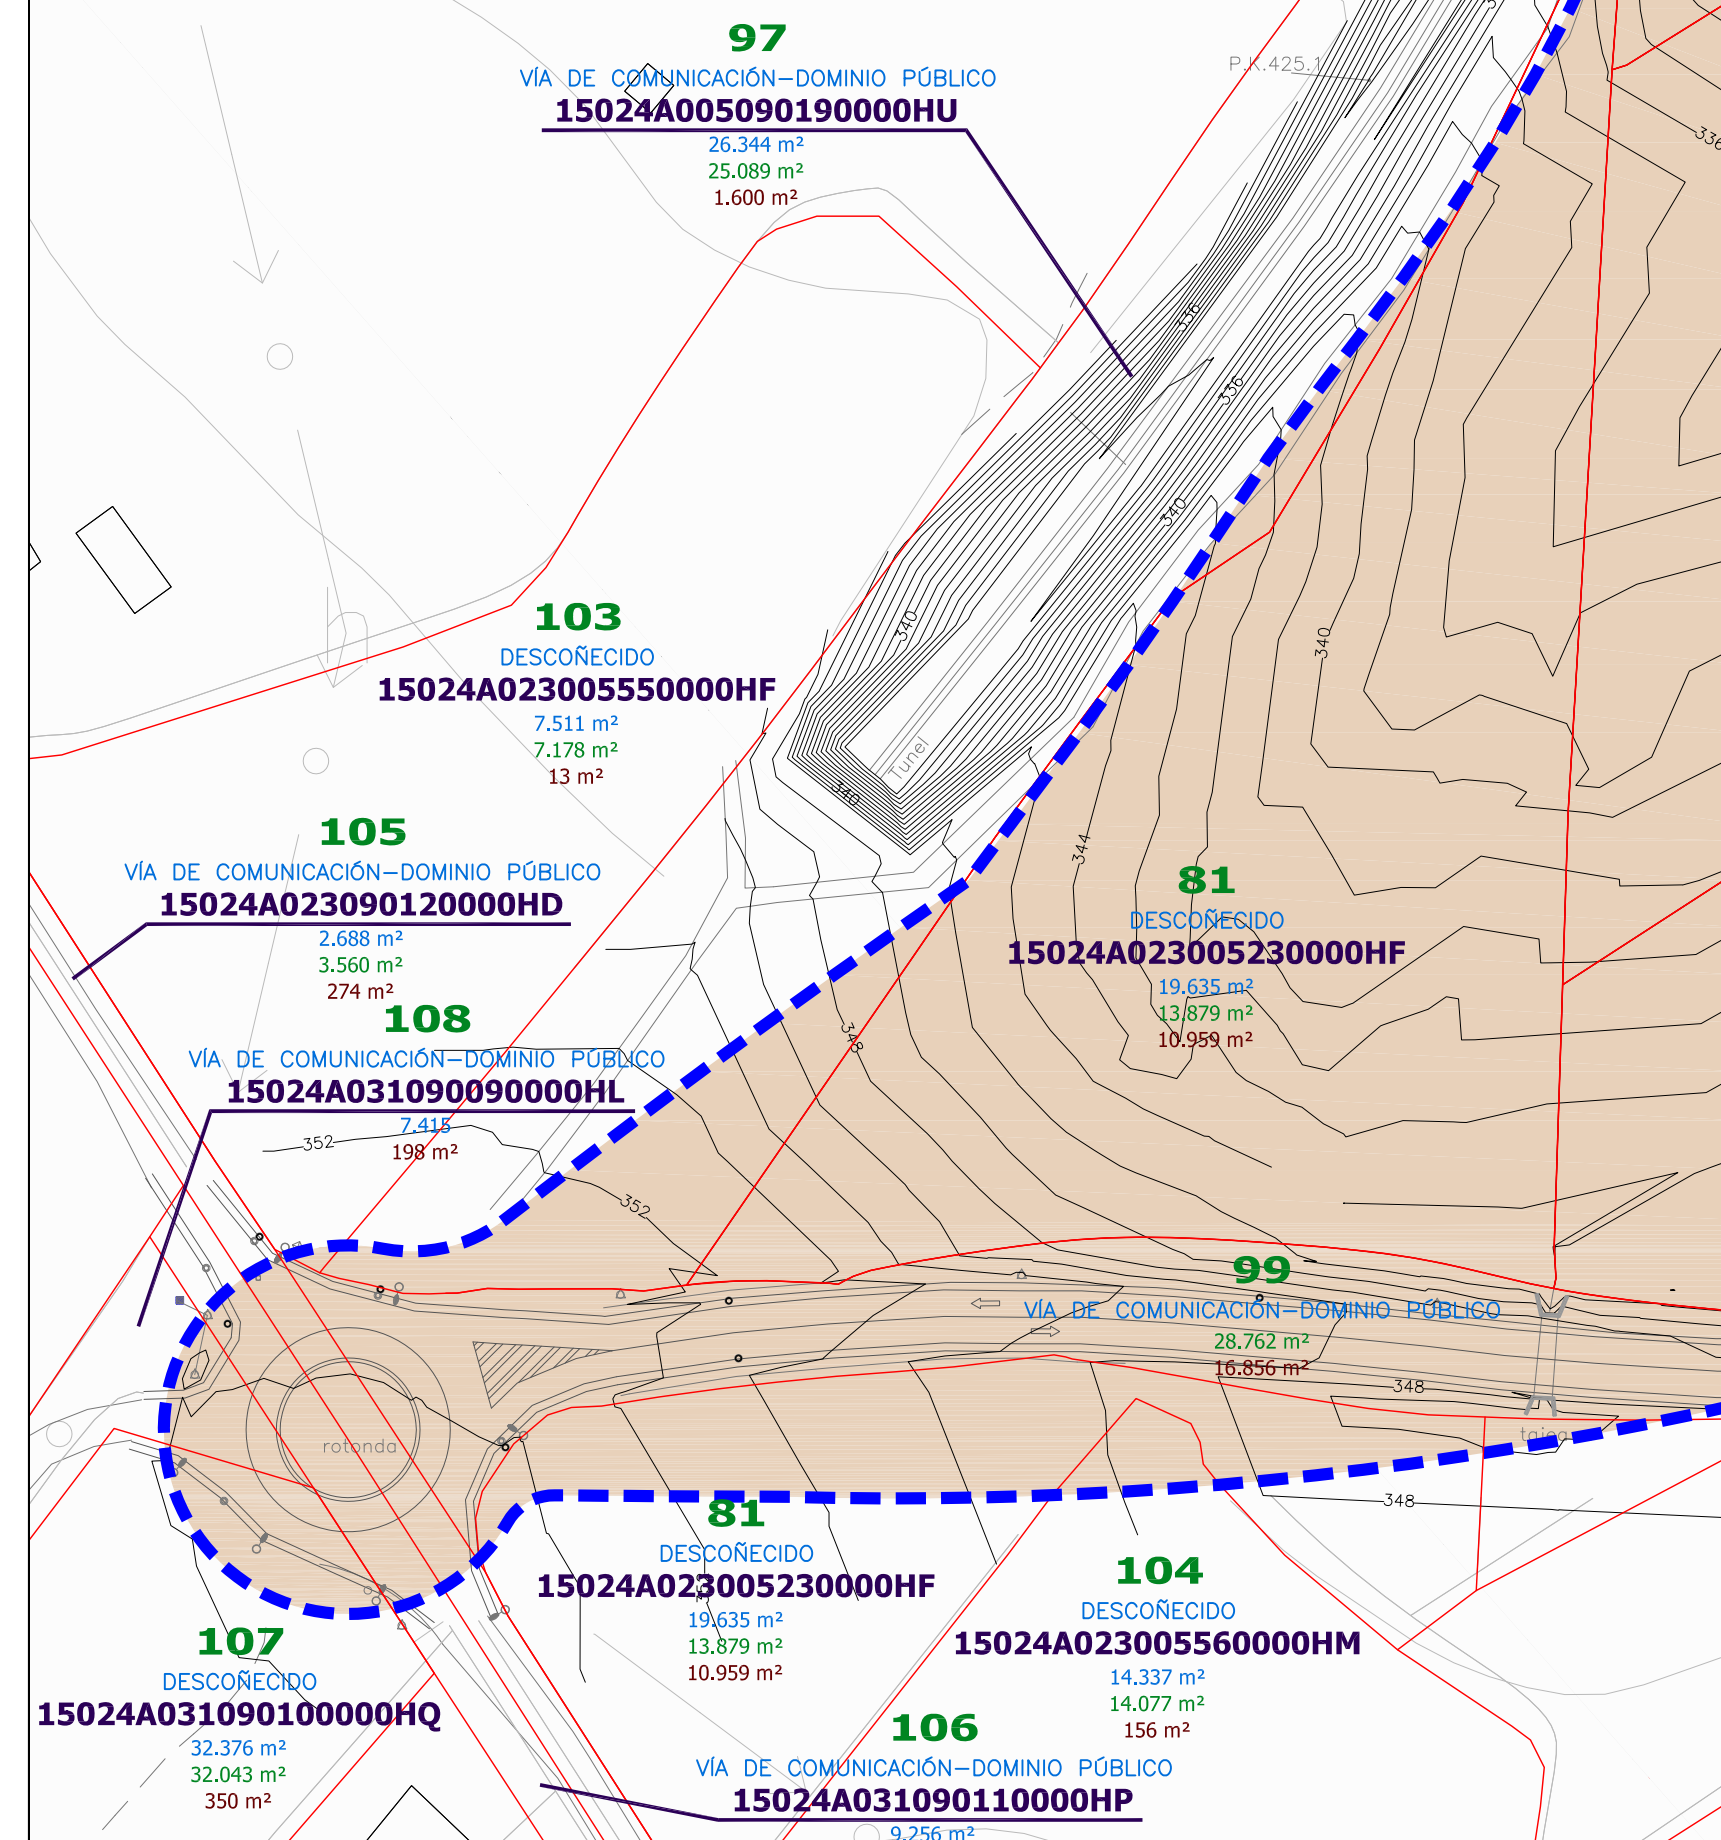 97
VÍA DE COMUNICACIÓN-DOMINIO PÚBLICO
15024A005090190000HU
26.344 m²
25.089 m²
1.600 m²
P.K.425.1
336
336
336
340
340
340
340
Tunel
103
DESCOÑECIDO
15024A023005550000HF
7.511 m²
7.178 m²
13 m²
105
VÍA DE COMUNICACIÓN-DOMINIO PÚBLICO
15024A023090120000HD
2.688 m²
3.560 m²
274 m²
344
81
DESCOÑECIDO
15024A023005230000HF
19.635 m²
13.879 m²
10.959 m²
108
VÍA DE COMUNICACIÓN-DOMINIO PÚBLICO
15024A031090090000HL
7.415
198 m²
348
352
352
99
VÍA DE COMUNICACIÓN-DOMINIO PÚBLICO
28.762 m²
16.856 m²
348
tajea
rotonda
348
81
DESCOÑECIDO
15024A023005230000HF
19.635 m²
13.879 m²
10.959 m²
104
DESCOÑECIDO
15024A023005560000HM
14.337 m²
14.077 m²
156 m²
107
DESCOÑECIDO
15024A031090100000HQ
32.376 m²
32.043 m²
350 m²
106
VÍA DE COMUNICACIÓN-DOMINIO PÚBLICO
15024A031090110000HP
9.256 m²